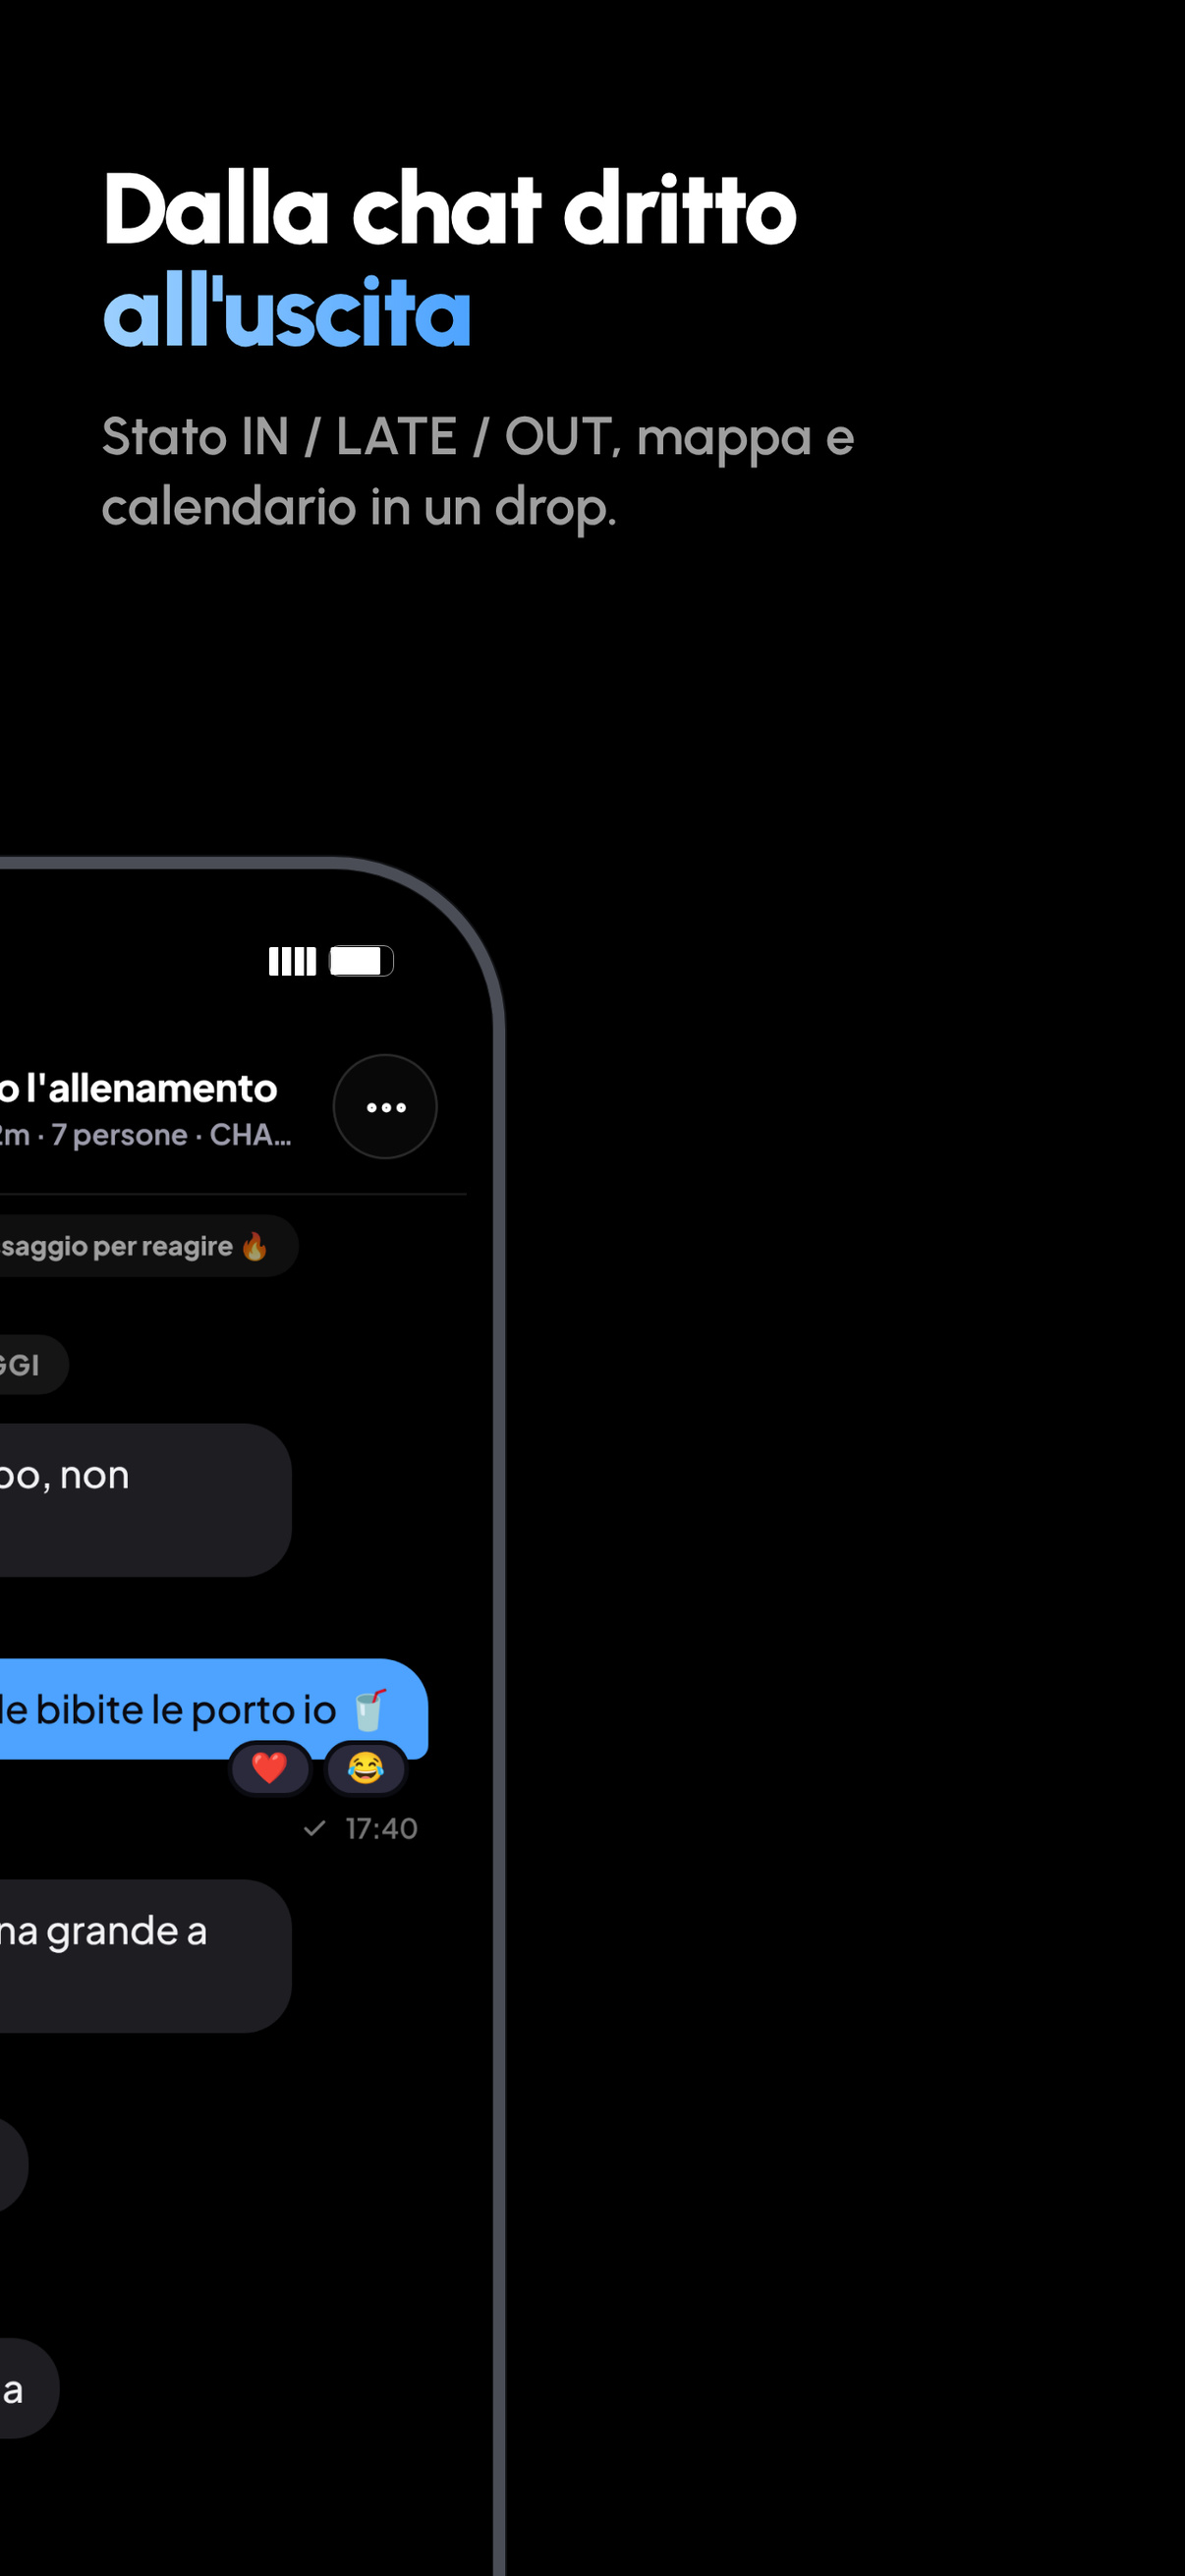 Dalla chat dritto
all'uscita
Stato IN / LATE / OUT, mappa e
calendario in un drop.
o l'allenamento
2m · 7 persone · CHA...
saggio per reagire 🔥
GGI
po, non
le bibite le porto io 🥤
❤️ 😂
✓ 17:40
na grande a
a